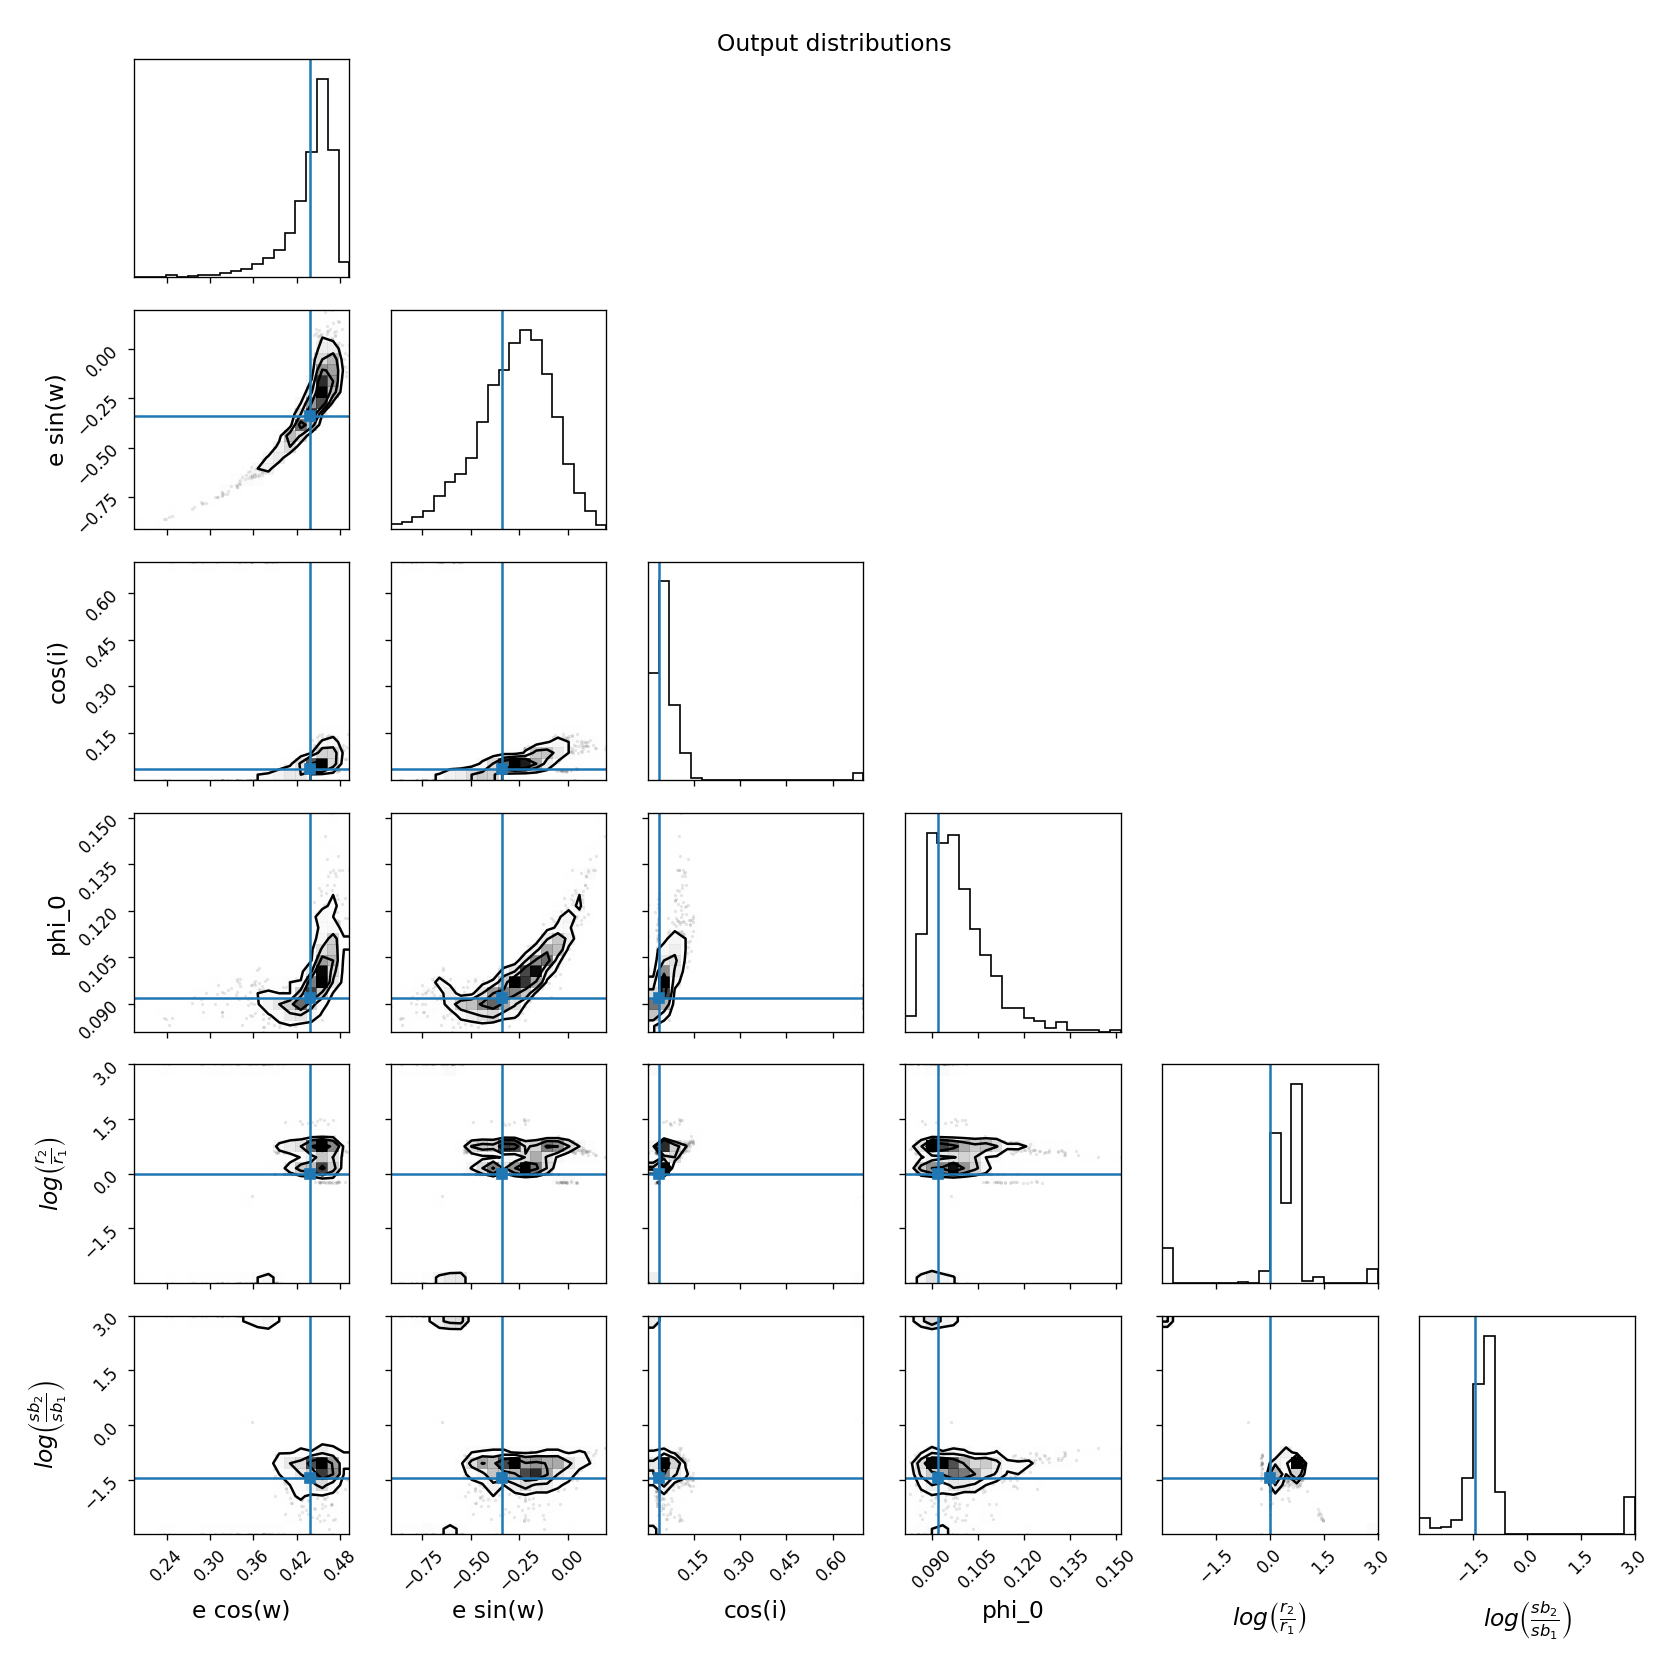 Output distributions
e sin(w)
0.00
−0.25
−0.50
−0.75
cos(i)
0.60
0.45
0.30
0.15
phi_0
0.150
0.135
0.120
0.105
0.090
log(r2/r1)
3.0
1.5
0.0
−1.5
log(sb2/sb1)
3.0
1.5
0.0
−1.5
0.24 0.30 0.36 0.42 0.48 −0.75 −0.50 −0.25 0.00 0.15 0.30 0.45 0.60 0.090 0.105 0.120 0.135 0.150 −1.5 0.0 1.5 3.0 −1.5 0.0 1.5 3.0
e cos(w) e sin(w) cos(i) phi_0 log(r2/r1) log(sb2/sb1)